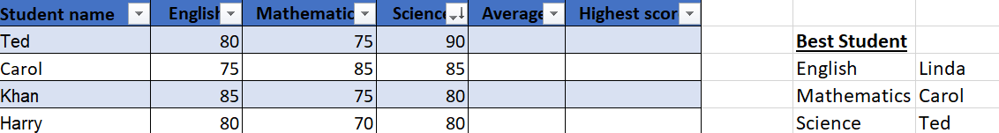 Student name English Mathematic Science Average Highest scor
Ted 80 75 90 Best Student
Carol 75 85 85 English Linda
Khan 85 75 80 Mathematics Carol
Harry 80 70 80 Science Ted